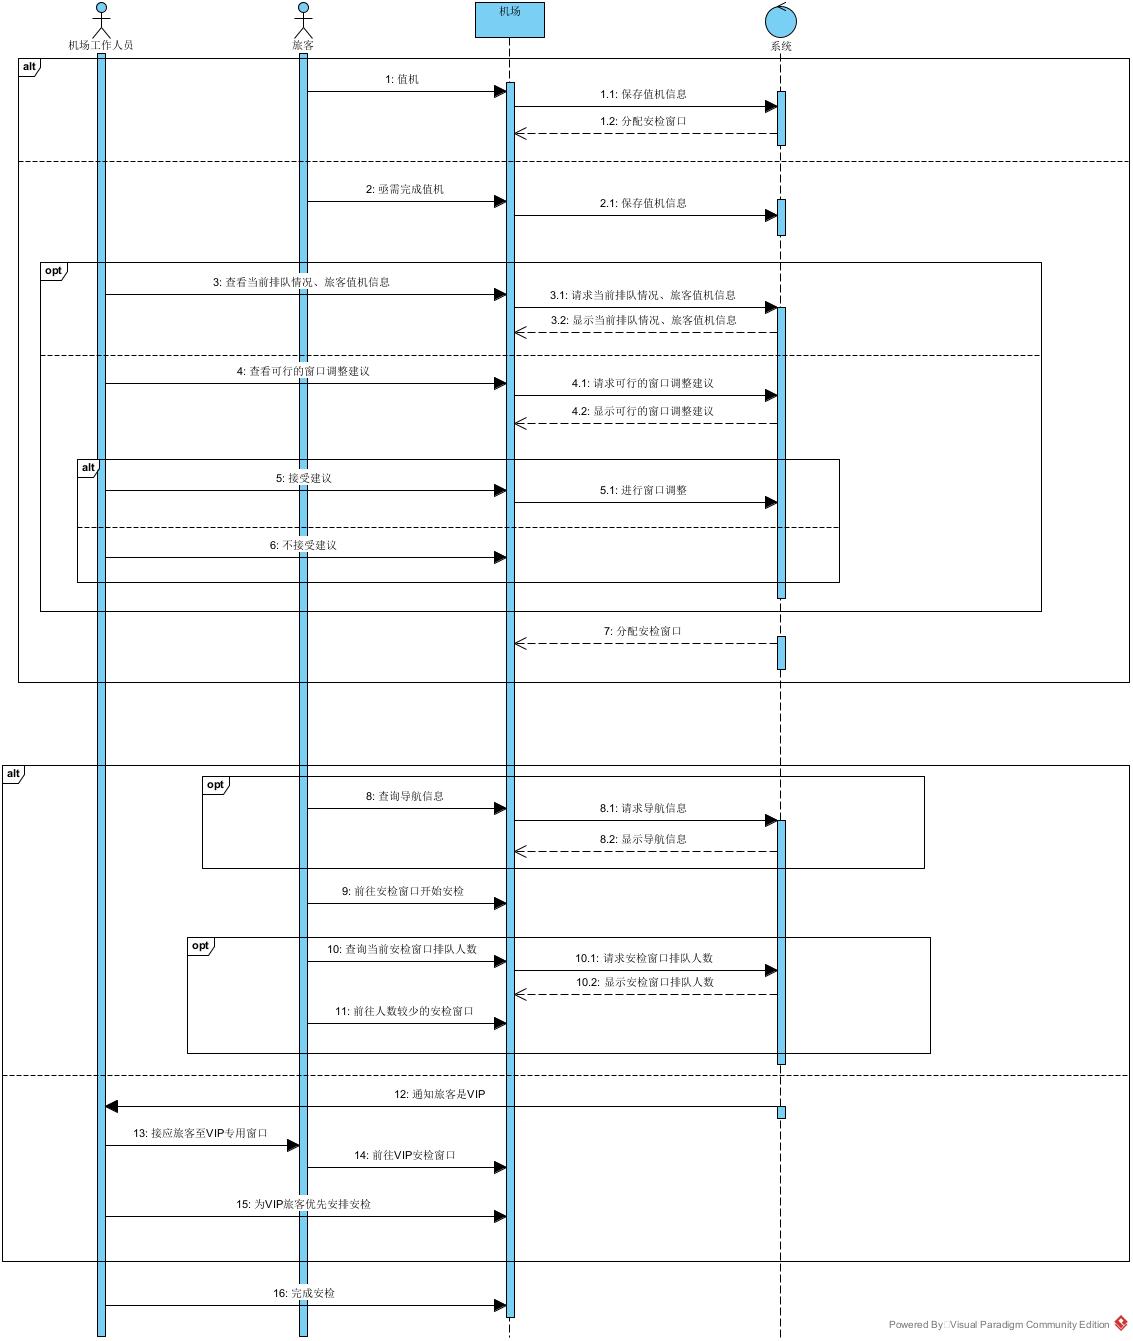 机场工作人员
旅客
机场
系统
alt
1: 值机
1.1: 保存值机信息
1.2: 分配安检窗口
2: 亟需完成值机
2.1: 保存值机信息
opt
3: 查看当前排队情况、旅客值机信息
3.1: 请求当前排队情况、旅客值机信息
3.2: 显示当前排队情况、旅客值机信息
4: 查看可行的窗口调整建议
4.1: 请求可行的窗口调整建议
4.2: 显示可行的窗口调整建议
alt
5: 接受建议
5.1: 进行窗口调整
6: 不接受建议
7: 分配安检窗口
alt
opt
8: 查询导航信息
8.1: 请求导航信息
8.2: 显示导航信息
9: 前往安检窗口开始安检
opt
10: 查询当前安检窗口排队人数
10.1: 请求安检窗口排队人数
10.2: 显示安检窗口排队人数
11: 前往人数较少的安检窗口
12: 通知旅客是VIP
13: 接应旅客至VIP专用窗口
14: 前往VIP安检窗口
15: 为VIP旅客优先安排安检
16: 完成安检
Powered By Visual Paradigm Community Edition